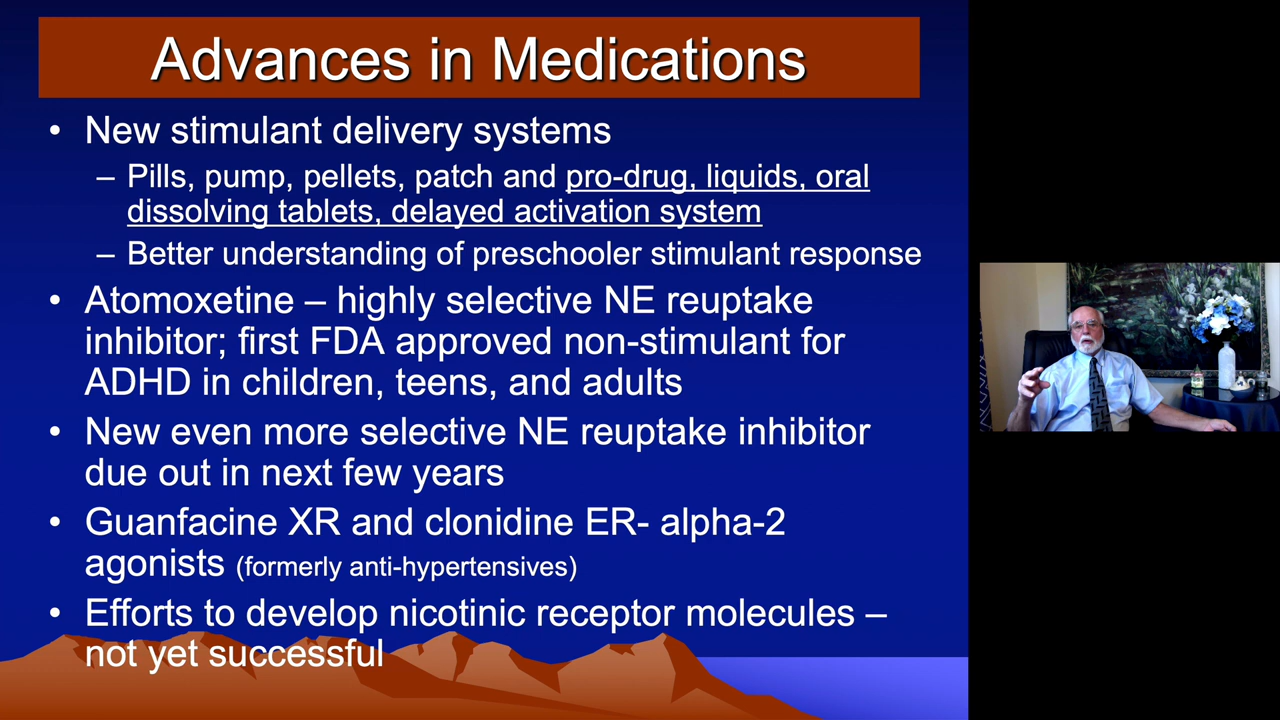 Advances in Medications
• New stimulant delivery systems
– Pills, pump, pellets, patch and pro-drug, liquids, oral
dissolving tablets, delayed activation system
– Better understanding of preschooler stimulant response
• Atomoxetine – highly selective NE reuptake
inhibitor; first FDA approved non-stimulant for
ADHD in children, teens, and adults
• New even more selective NE reuptake inhibitor
due out in next few years
• Guanfacine XR and clonidine ER- alpha-2
agonists (formerly anti-hypertensives)
• Efforts to develop nicotinic receptor molecules –
not yet successful